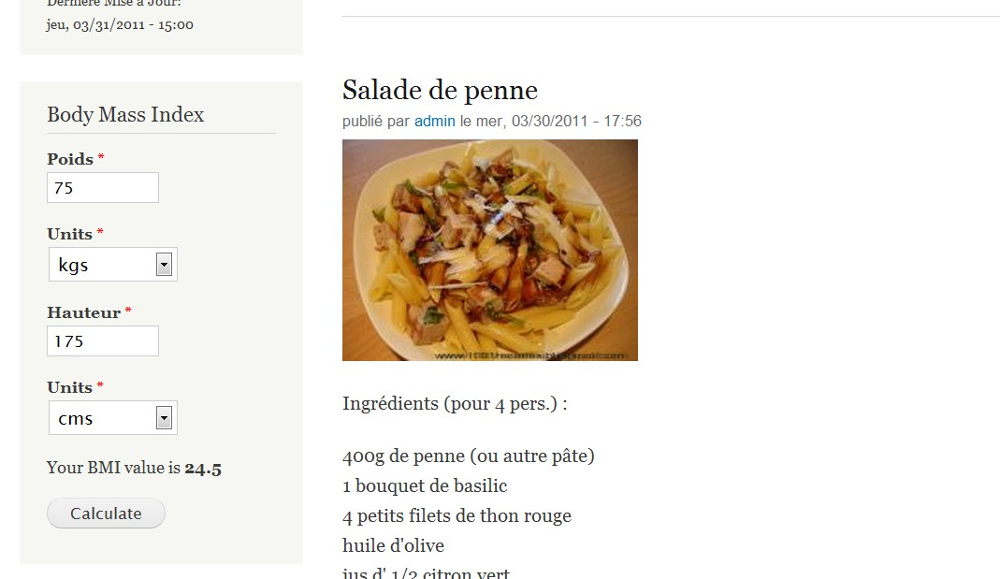 Dernière Mise à Jour:
jeu, 03/31/2011 - 15:00
Body Mass Index
Poids *
75
Units *
kgs
Hauteur *
175
Units *
cms
Your BMI value is 24.5
Calculate
Salade de penne
publié par admin le mer, 03/30/2011 - 17:56
Ingrédients (pour 4 pers.) :
400g de penne (ou autre pâte)
1 bouquet de basilic
4 petits filets de thon rouge
huile d'olive
jus d' 1/2 citron vert